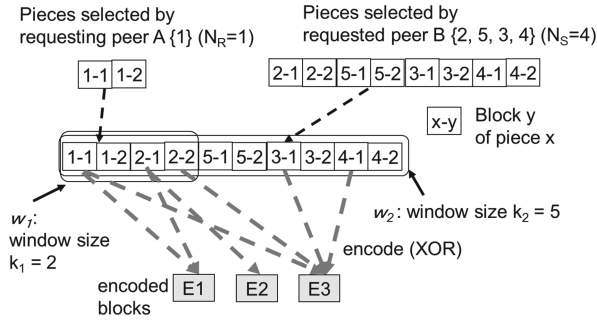 Pieces selected by
requesting peer A {1} (N_R=1)
Pieces selected by
requested peer B {2, 5, 3, 4} (N_S=4)
1-1 1-2
2-1 2-2 5-1 5-2 3-1 3-2 4-1 4-2
x-y
Block y
of piece x
1-1 1-2 2-1 2-2 5-1 5-2 3-1 3-2 4-1 4-2
w₁:
window size
k₁ = 2
w₂: window size k₂ = 5
encode (XOR)
encoded
blocks
E1 E2 E3